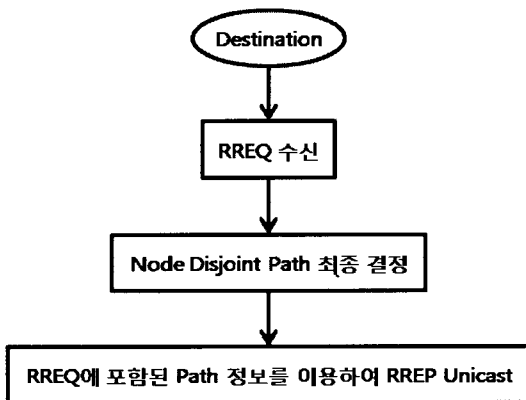 Destination
RREQ 수신
Node Disjoint Path 최종 결정
RREQ에 포함된 Path 정보를 이용하여 RREP Unicast